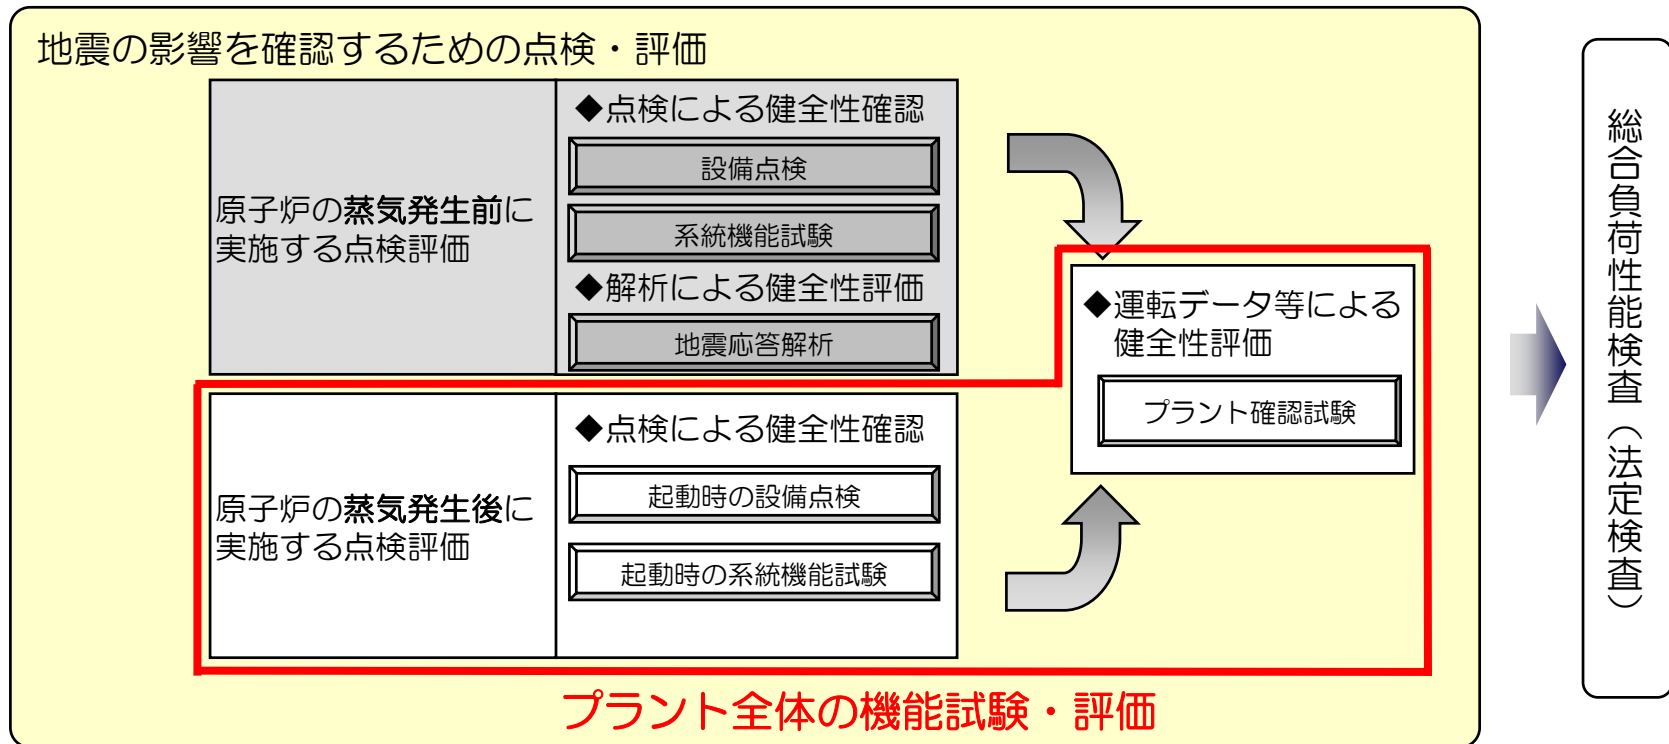 地震の影響を確認するための点検・評価
原子炉の蒸気発生前に
実施する点検評価
◆点検による健全性確認
設備点検
系統機能試験
◆解析による健全性評価
地震応答解析
原子炉の蒸気発生後に
実施する点検評価
◆点検による健全性確認
起動時の設備点検
起動時の系統機能試験
◆運転データ等による
健全性評価
プラント確認試験
プラント全体の機能試験・評価
総合負荷性能検査（法定検査）